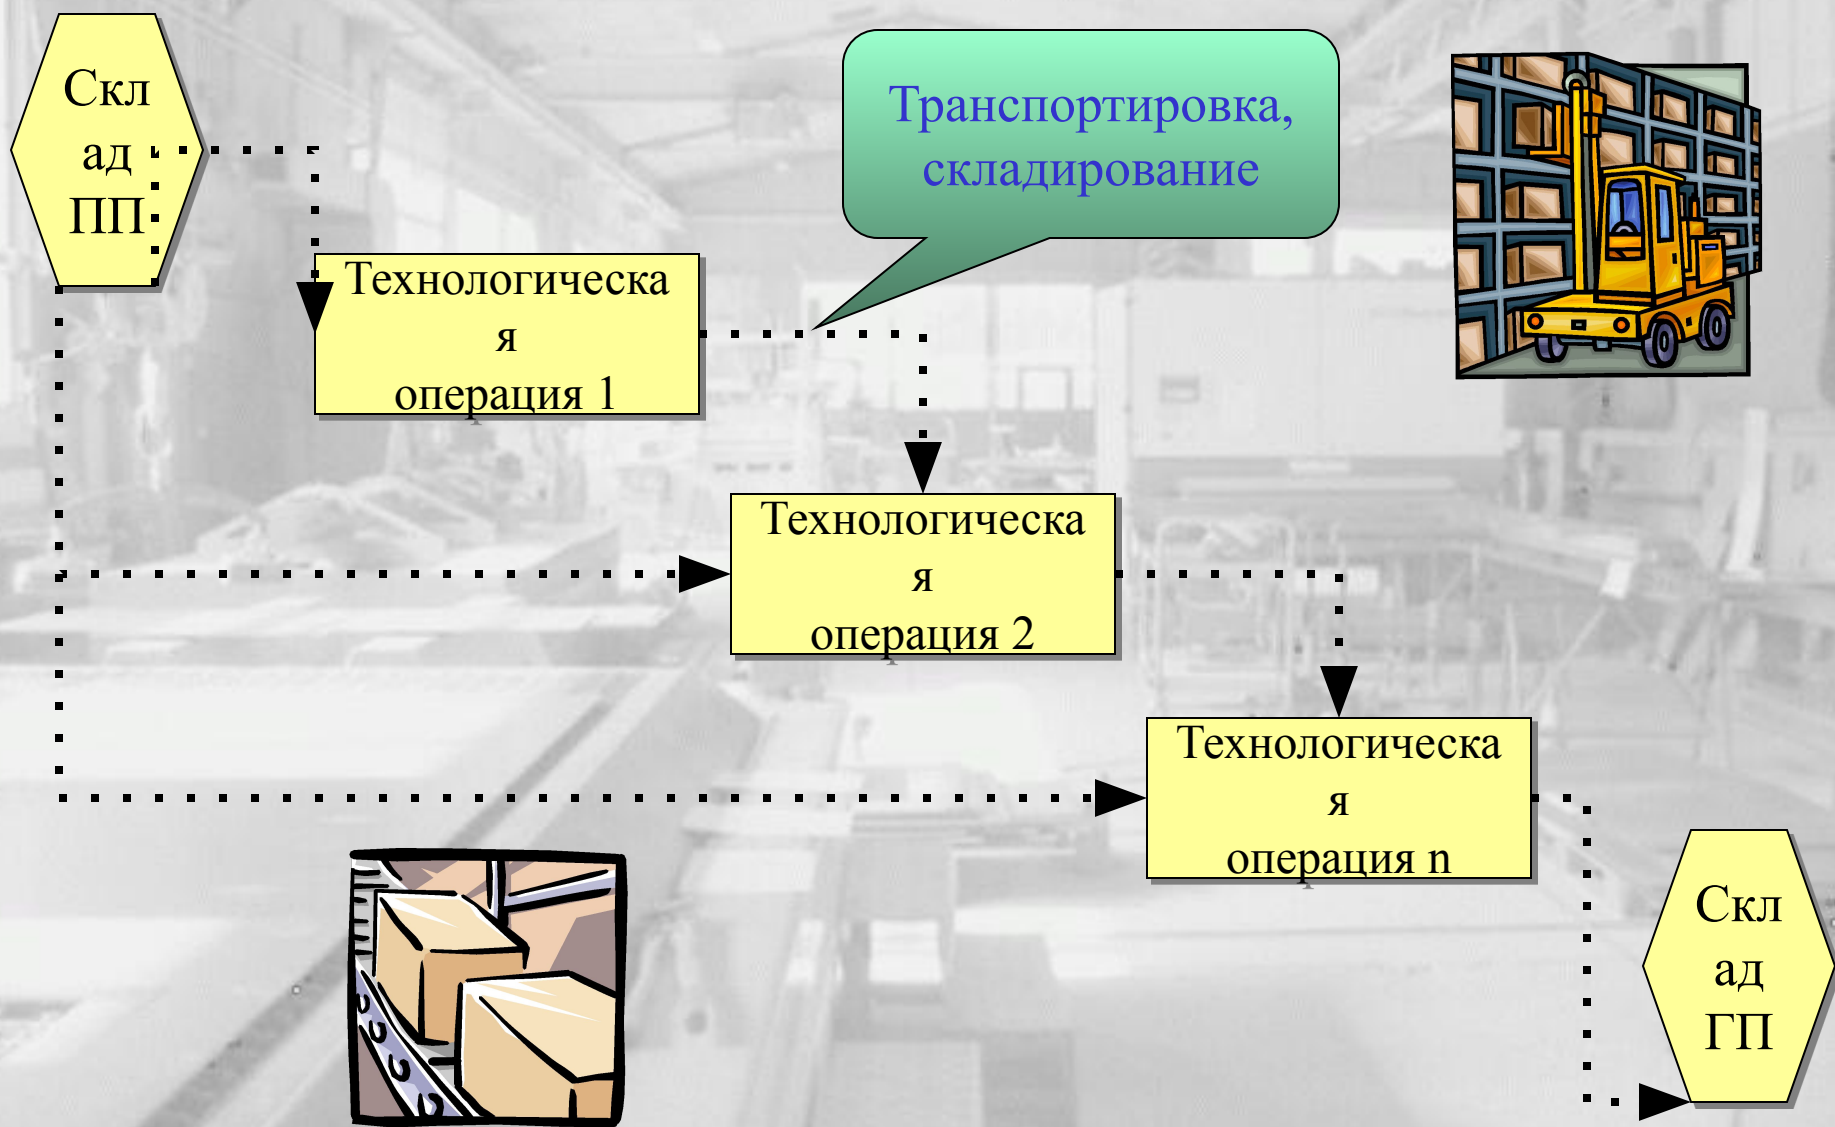 Скл
ад
ПП
Транспортировка,
складирование
Технологическа
я
операция 1
Технологическа
я
операция 2
Технологическа
я
операция n
Скл
ад
ГП